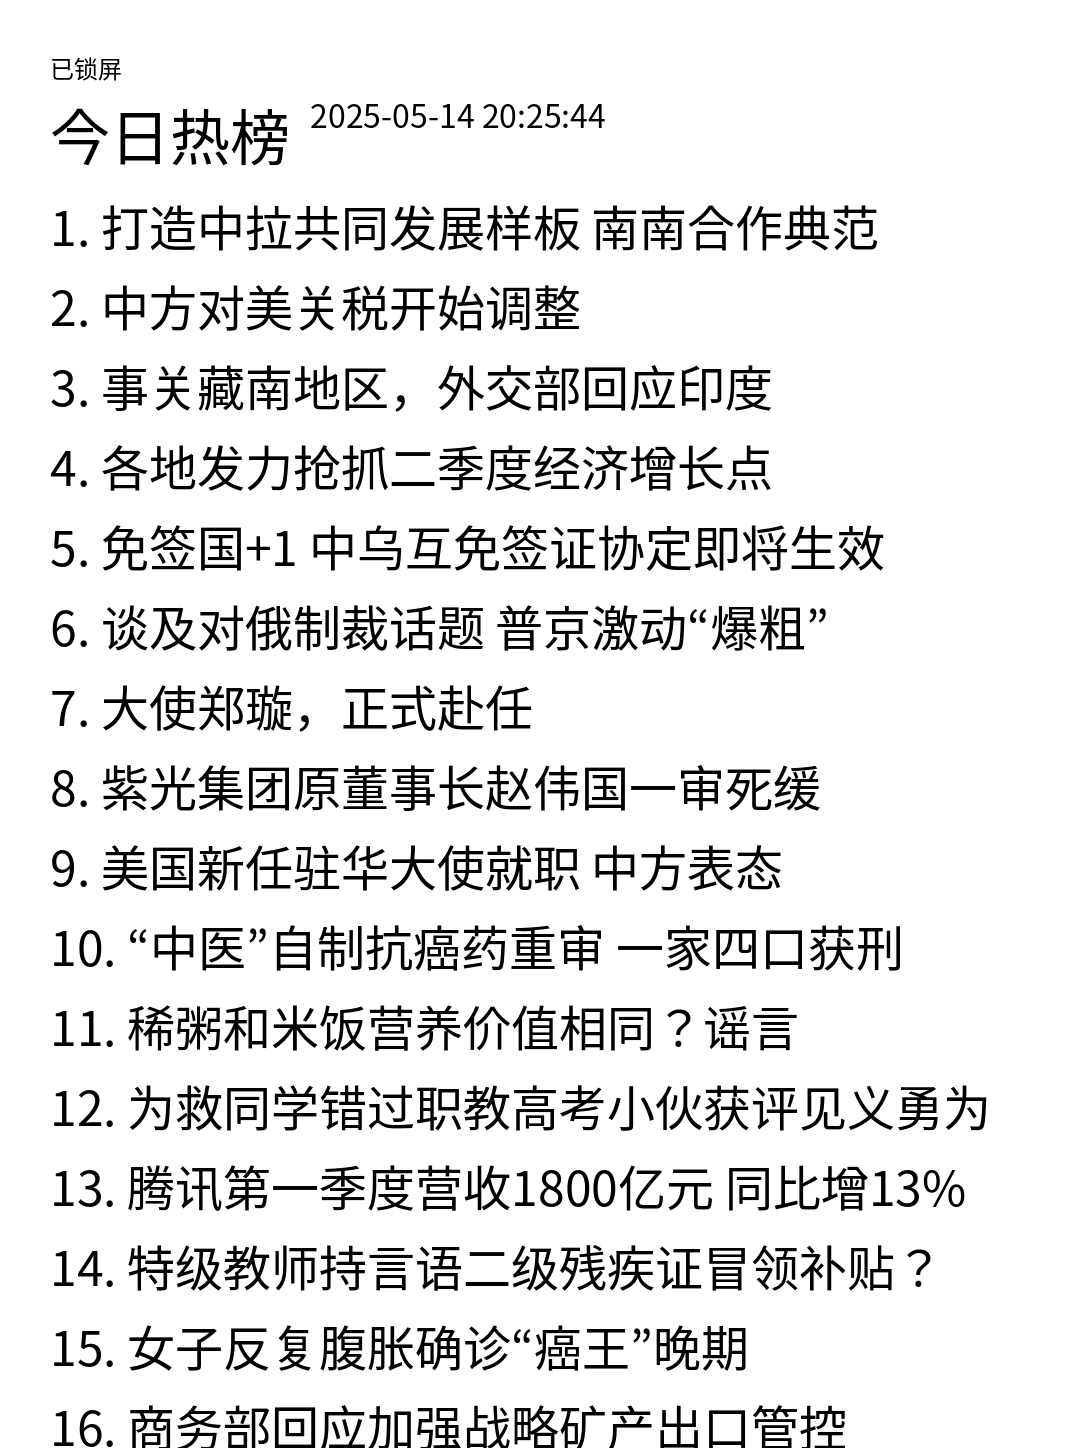 已锁屏
今日热榜 2025-05-14 20:25:44
1. 打造中拉共同发展样板 南南合作典范
2. 中方对美关税开始调整
3. 事关藏南地区，外交部回应印度
4. 各地发力抢抓二季度经济增长点
5. 免签国+1 中乌互免签证协定即将生效
6. 谈及对俄制裁话题 普京激动“爆粗”
7. 大使郑璇，正式赴任
8. 紫光集团原董事长赵伟国一审死缓
9. 美国新任驻华大使就职 中方表态
10. “中医”自制抗癌药重审 一家四口获刑
11. 稀粥和米饭营养价值相同？谣言
12. 为救同学错过职教高考小伙获评见义勇为
13. 腾讯第一季度营收1800亿元 同比增13%
14. 特级教师持言语二级残疾证冒领补贴？
15. 女子反复腹胀确诊“癌王”晚期
16. 商务部回应加强战略矿产出口管控